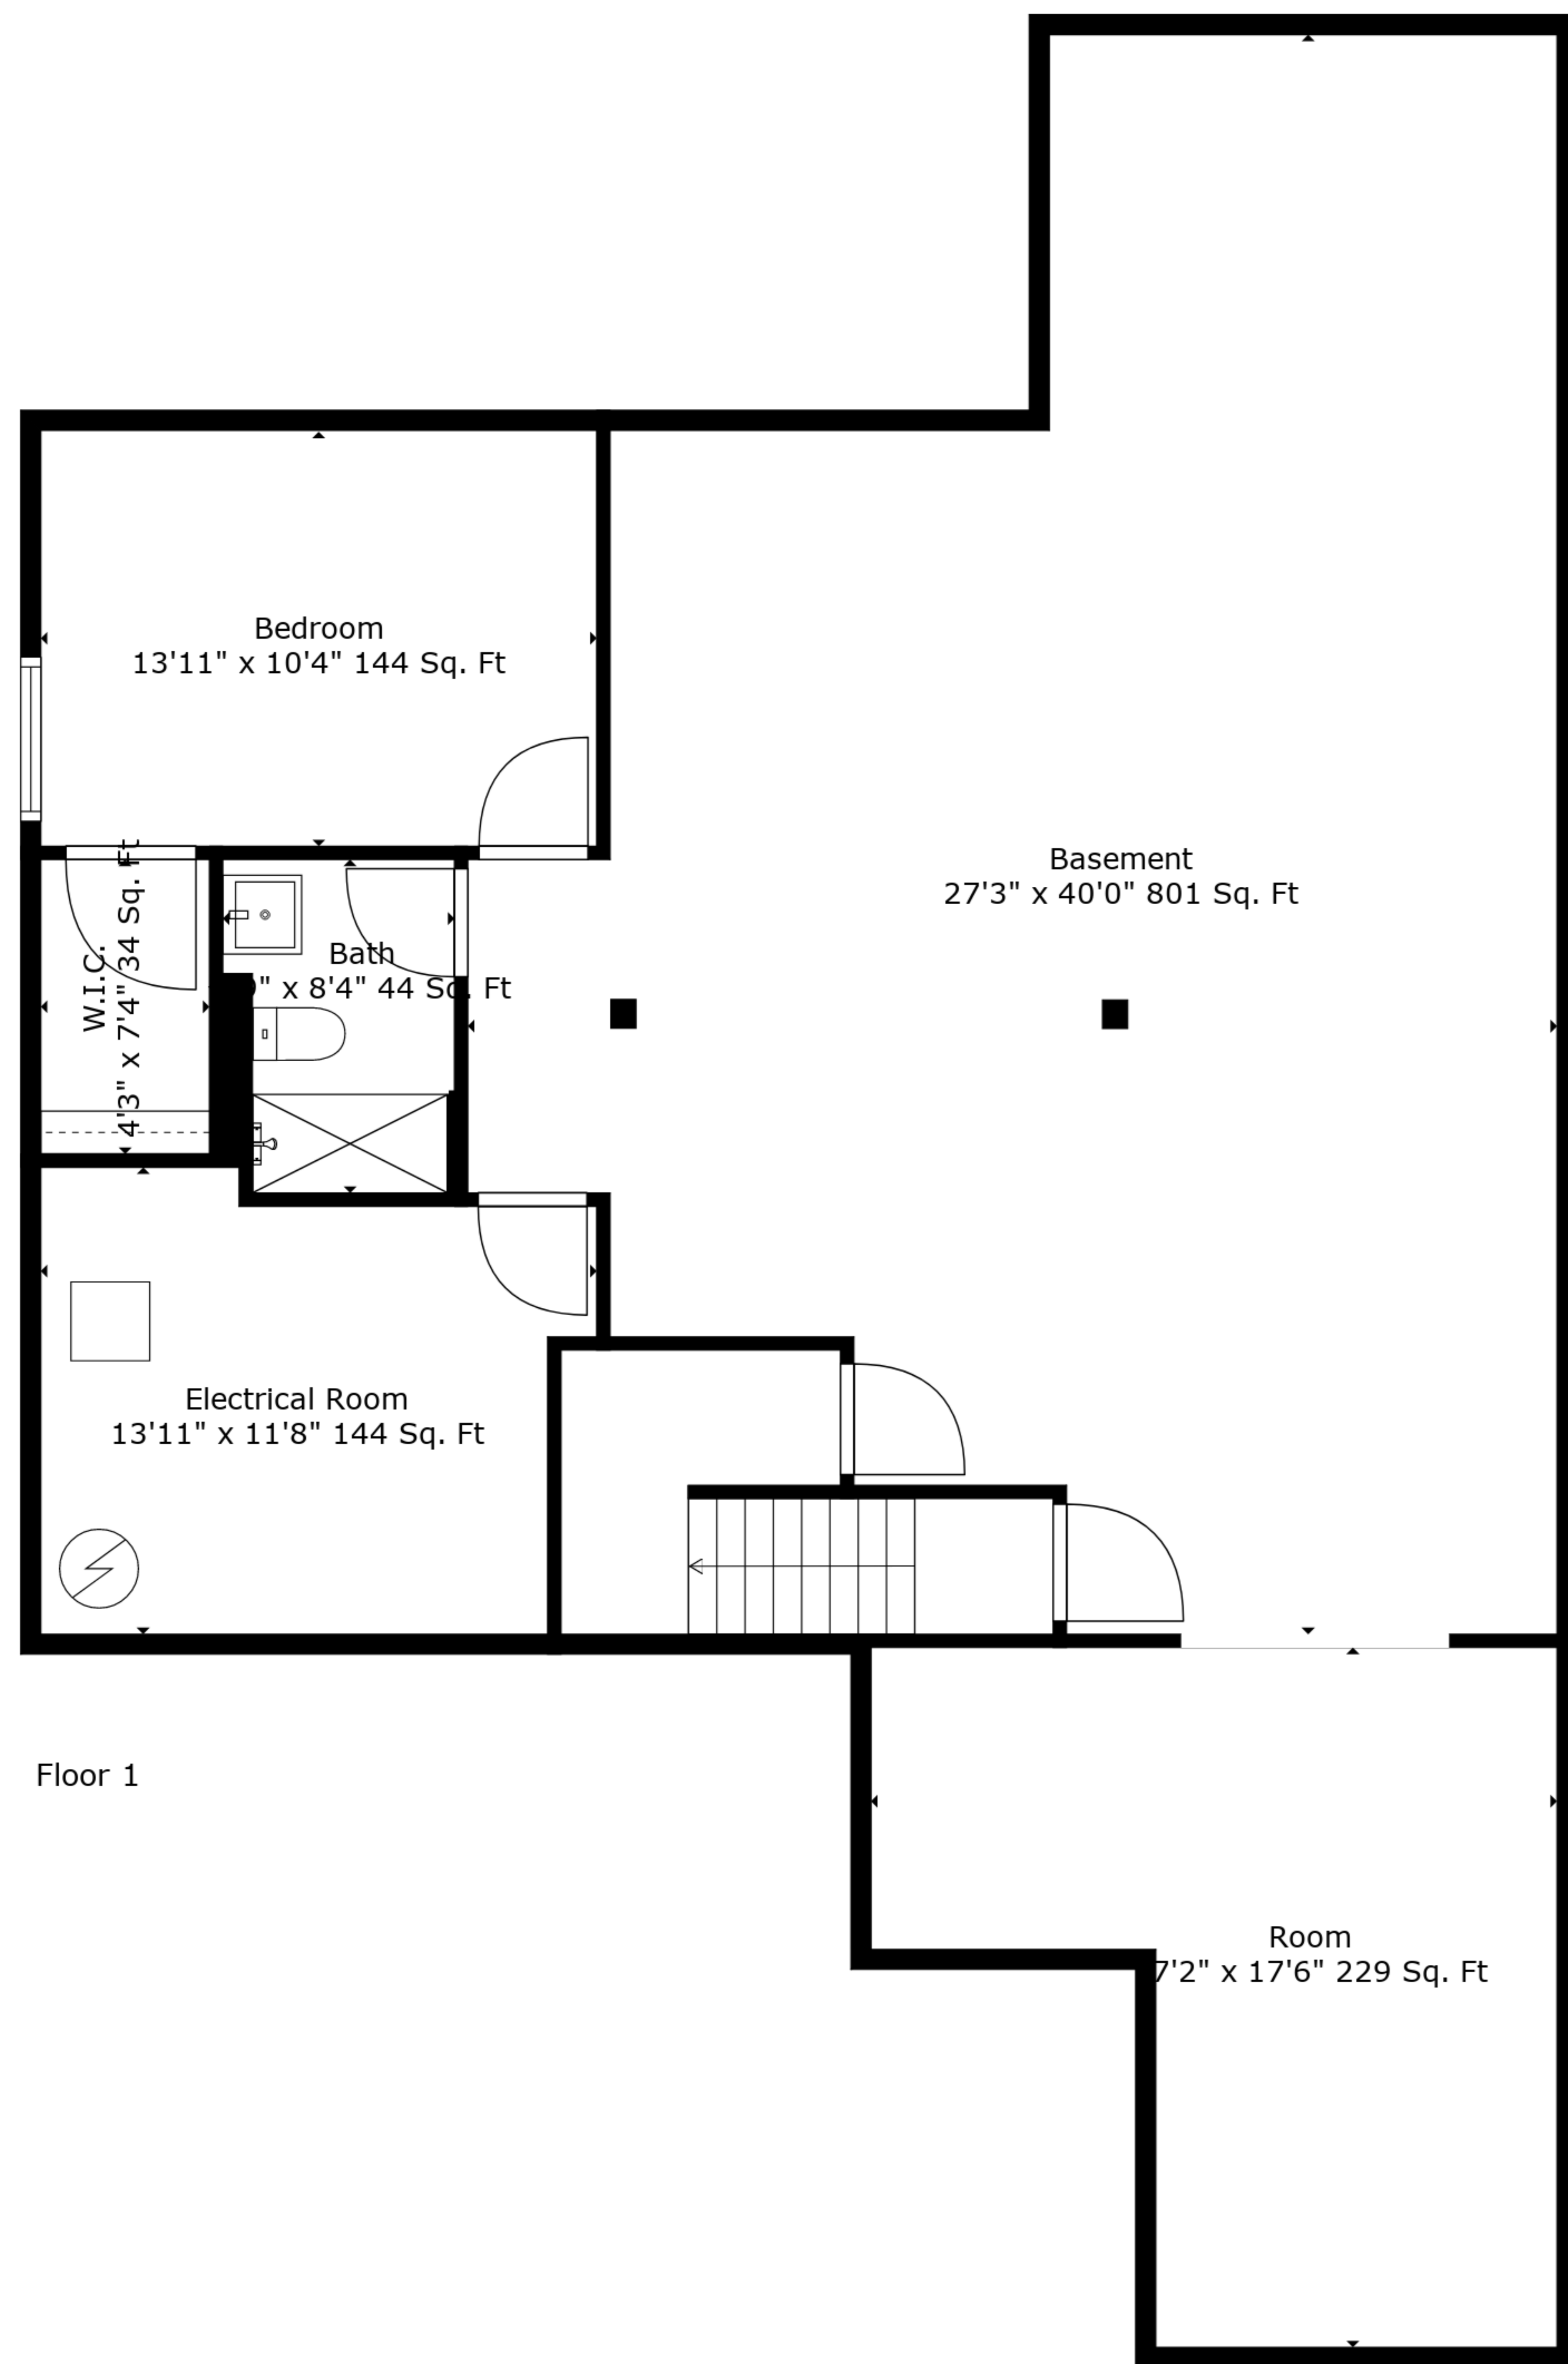 Bedroom
13'11" x 10'4" 144 Sq. Ft
Basement
27'3" x 40'0" 801 Sq. Ft
W.I.C.
4'3" x 7'4" 34 Sq. Ft
Bath
x 8'4" 44 Sq. Ft
Electrical Room
13'11" x 11'8" 144 Sq. Ft
Floor 1
Room
7'2" x 17'6" 229 Sq. Ft